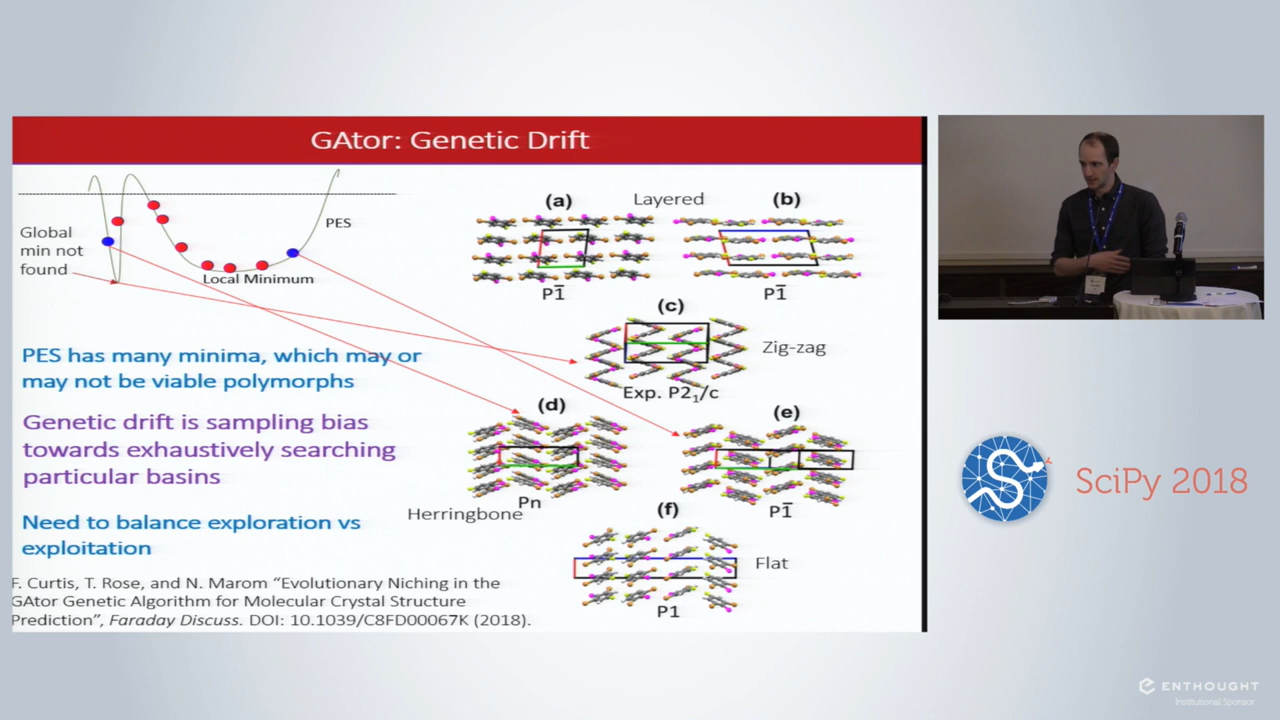 GAtor: Genetic Drift
PES
Global
min not
found
Local Minimum
PES has many minima, which may or
may not be viable polymorphs
Genetic drift is sampling bias
towards exhaustively searching
particular basins
Need to balance exploration vs
exploitation
F. Curtis, T. Rose, and N. Marom “Evolutionary Niching in the
GAtor Genetic Algorithm for Molecular Crystal Structure
Prediction”, Faraday Discuss. DOI: 10.1039/C8FD00067K (2018).
(a)
Layered
(b)
P1̅
P1̅
(c)
Zig-zag
Exp. P2₁/c
(d)
(e)
Pn
Herringbone
P1̅
(f)
Flat
P1
SciPy 2018
ENTHOUGHT
Institutional Sponsor